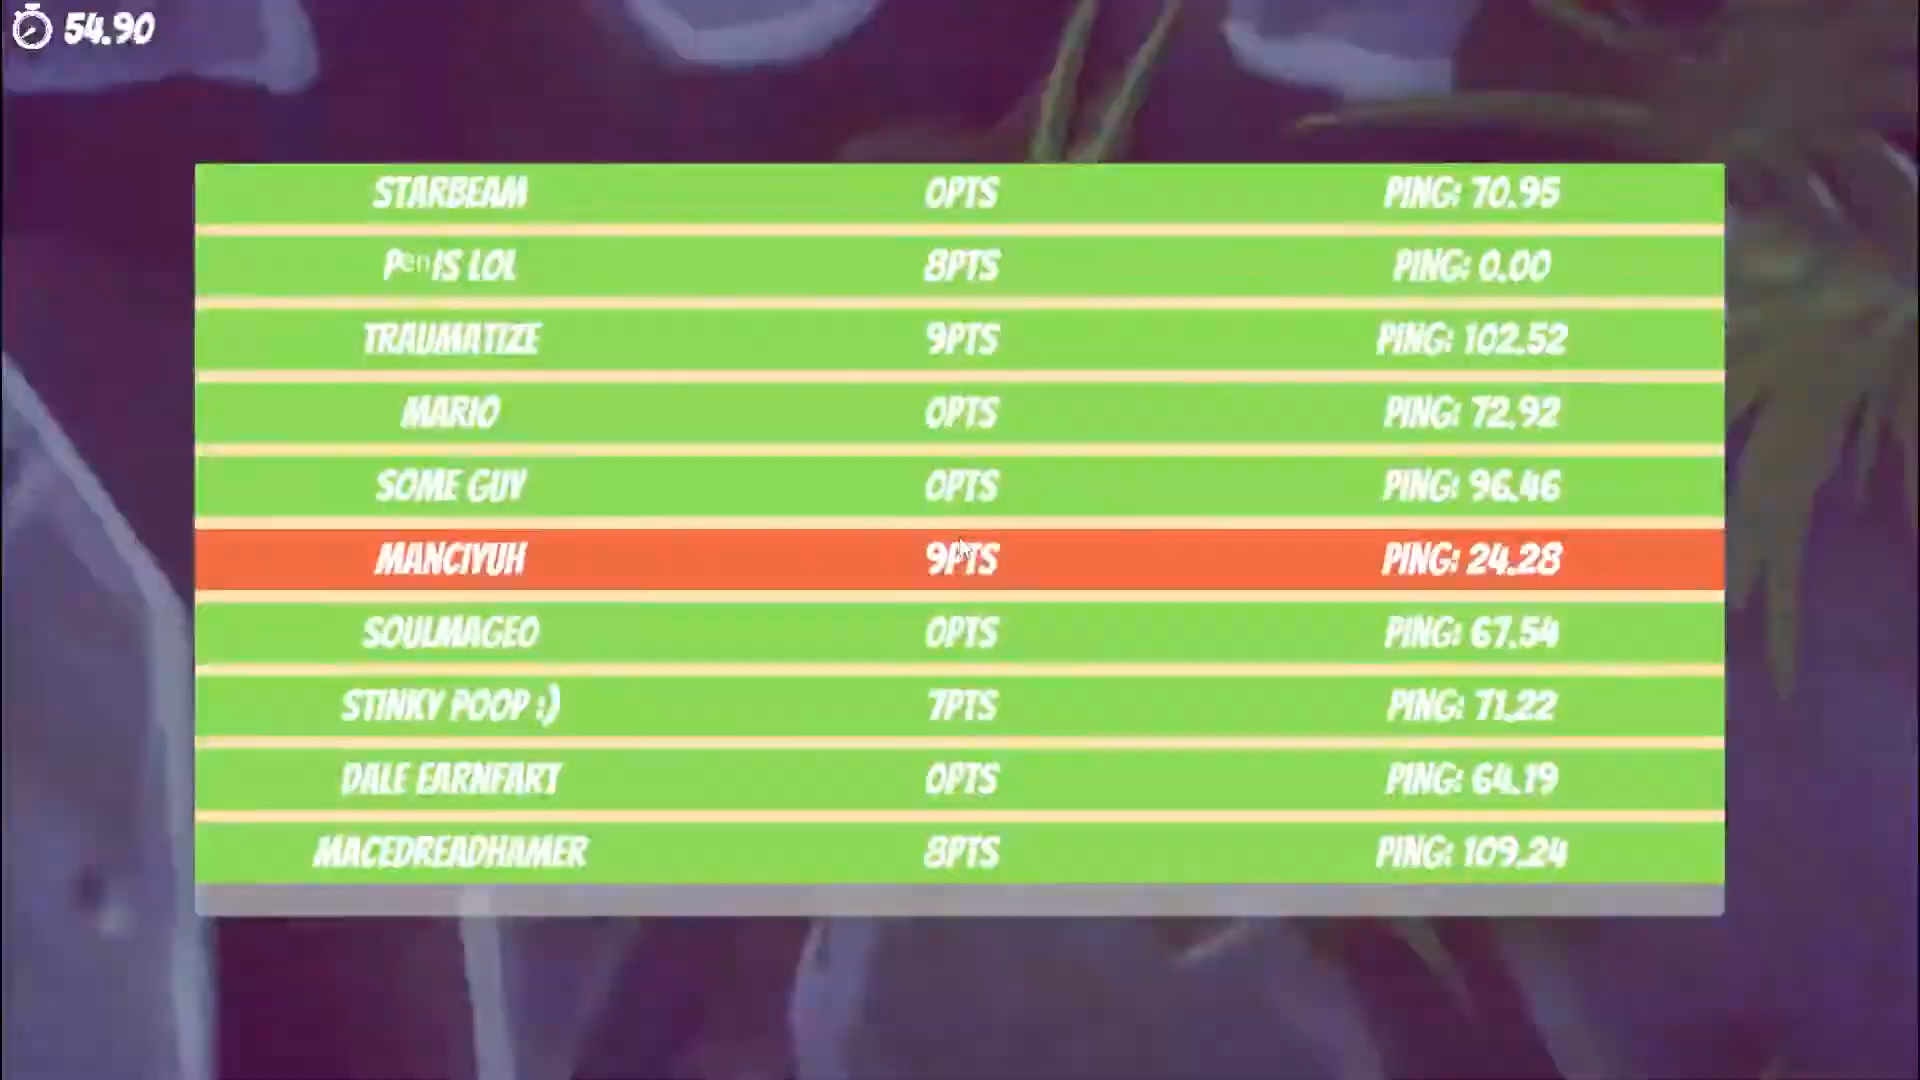 54.90
STARBEAM 0PTS PING: 70.95
PenIS LOL 8PTS PING: 0.00
TRAUMATIZE 9PTS PING: 102.52
MARIO 0PTS PING: 72.92
SOME GUY 0PTS PING: 96.46
MANCIYUH 9PTS PING: 24.28
SOULMAGEO 0PTS PING: 67.54
STINKY POOP :) 7PTS PING: 71.22
DALE EARNFART 0PTS PING: 64.19
MACEDREADHAMER 8PTS PING: 109.24